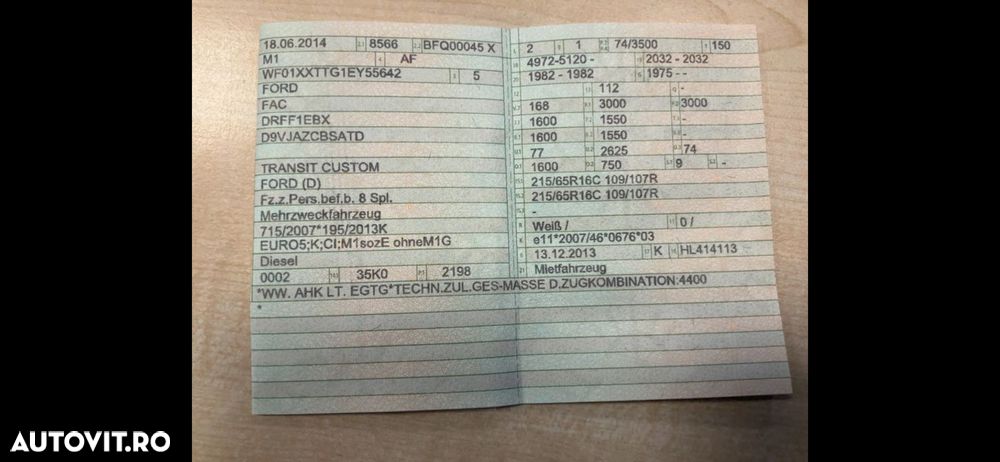 18.06.2014 8566 BFQ00045 X
M1 AF
WF01XXTTG1EY55642 5
FORD
FAC
DRFF1EBX
D9VJAZCBSATD
TRANSIT CUSTOM
FORD (D)
Fz.z.Pers.bef.b. 8 Spl.
Mehrzweckfahrzeug
715/2007*195/2013K
EURO5;K;CI;M1sozE ohneM1G
Diesel
0002 35K0 2198
*WW. AHK LT. EGTG*TECHN.ZUL.GES-MASSE D.ZUGKOMBINATION:4400
*
2 1 74/3500 150
4972-5120 - 2032 - 2032
1982 - 1982 1975 - -
112 -
168 3000 3000
1600 1550 -
1600 1550 -
77 2625 74
1600 750 9 -
215/65R16C 109/107R
215/65R16C 109/107R
-
Weiß / 0 /
e11*2007/46*0676*03
13.12.2013 K HL414113
21 Mietfahrzeug
AUTOVIT.RO